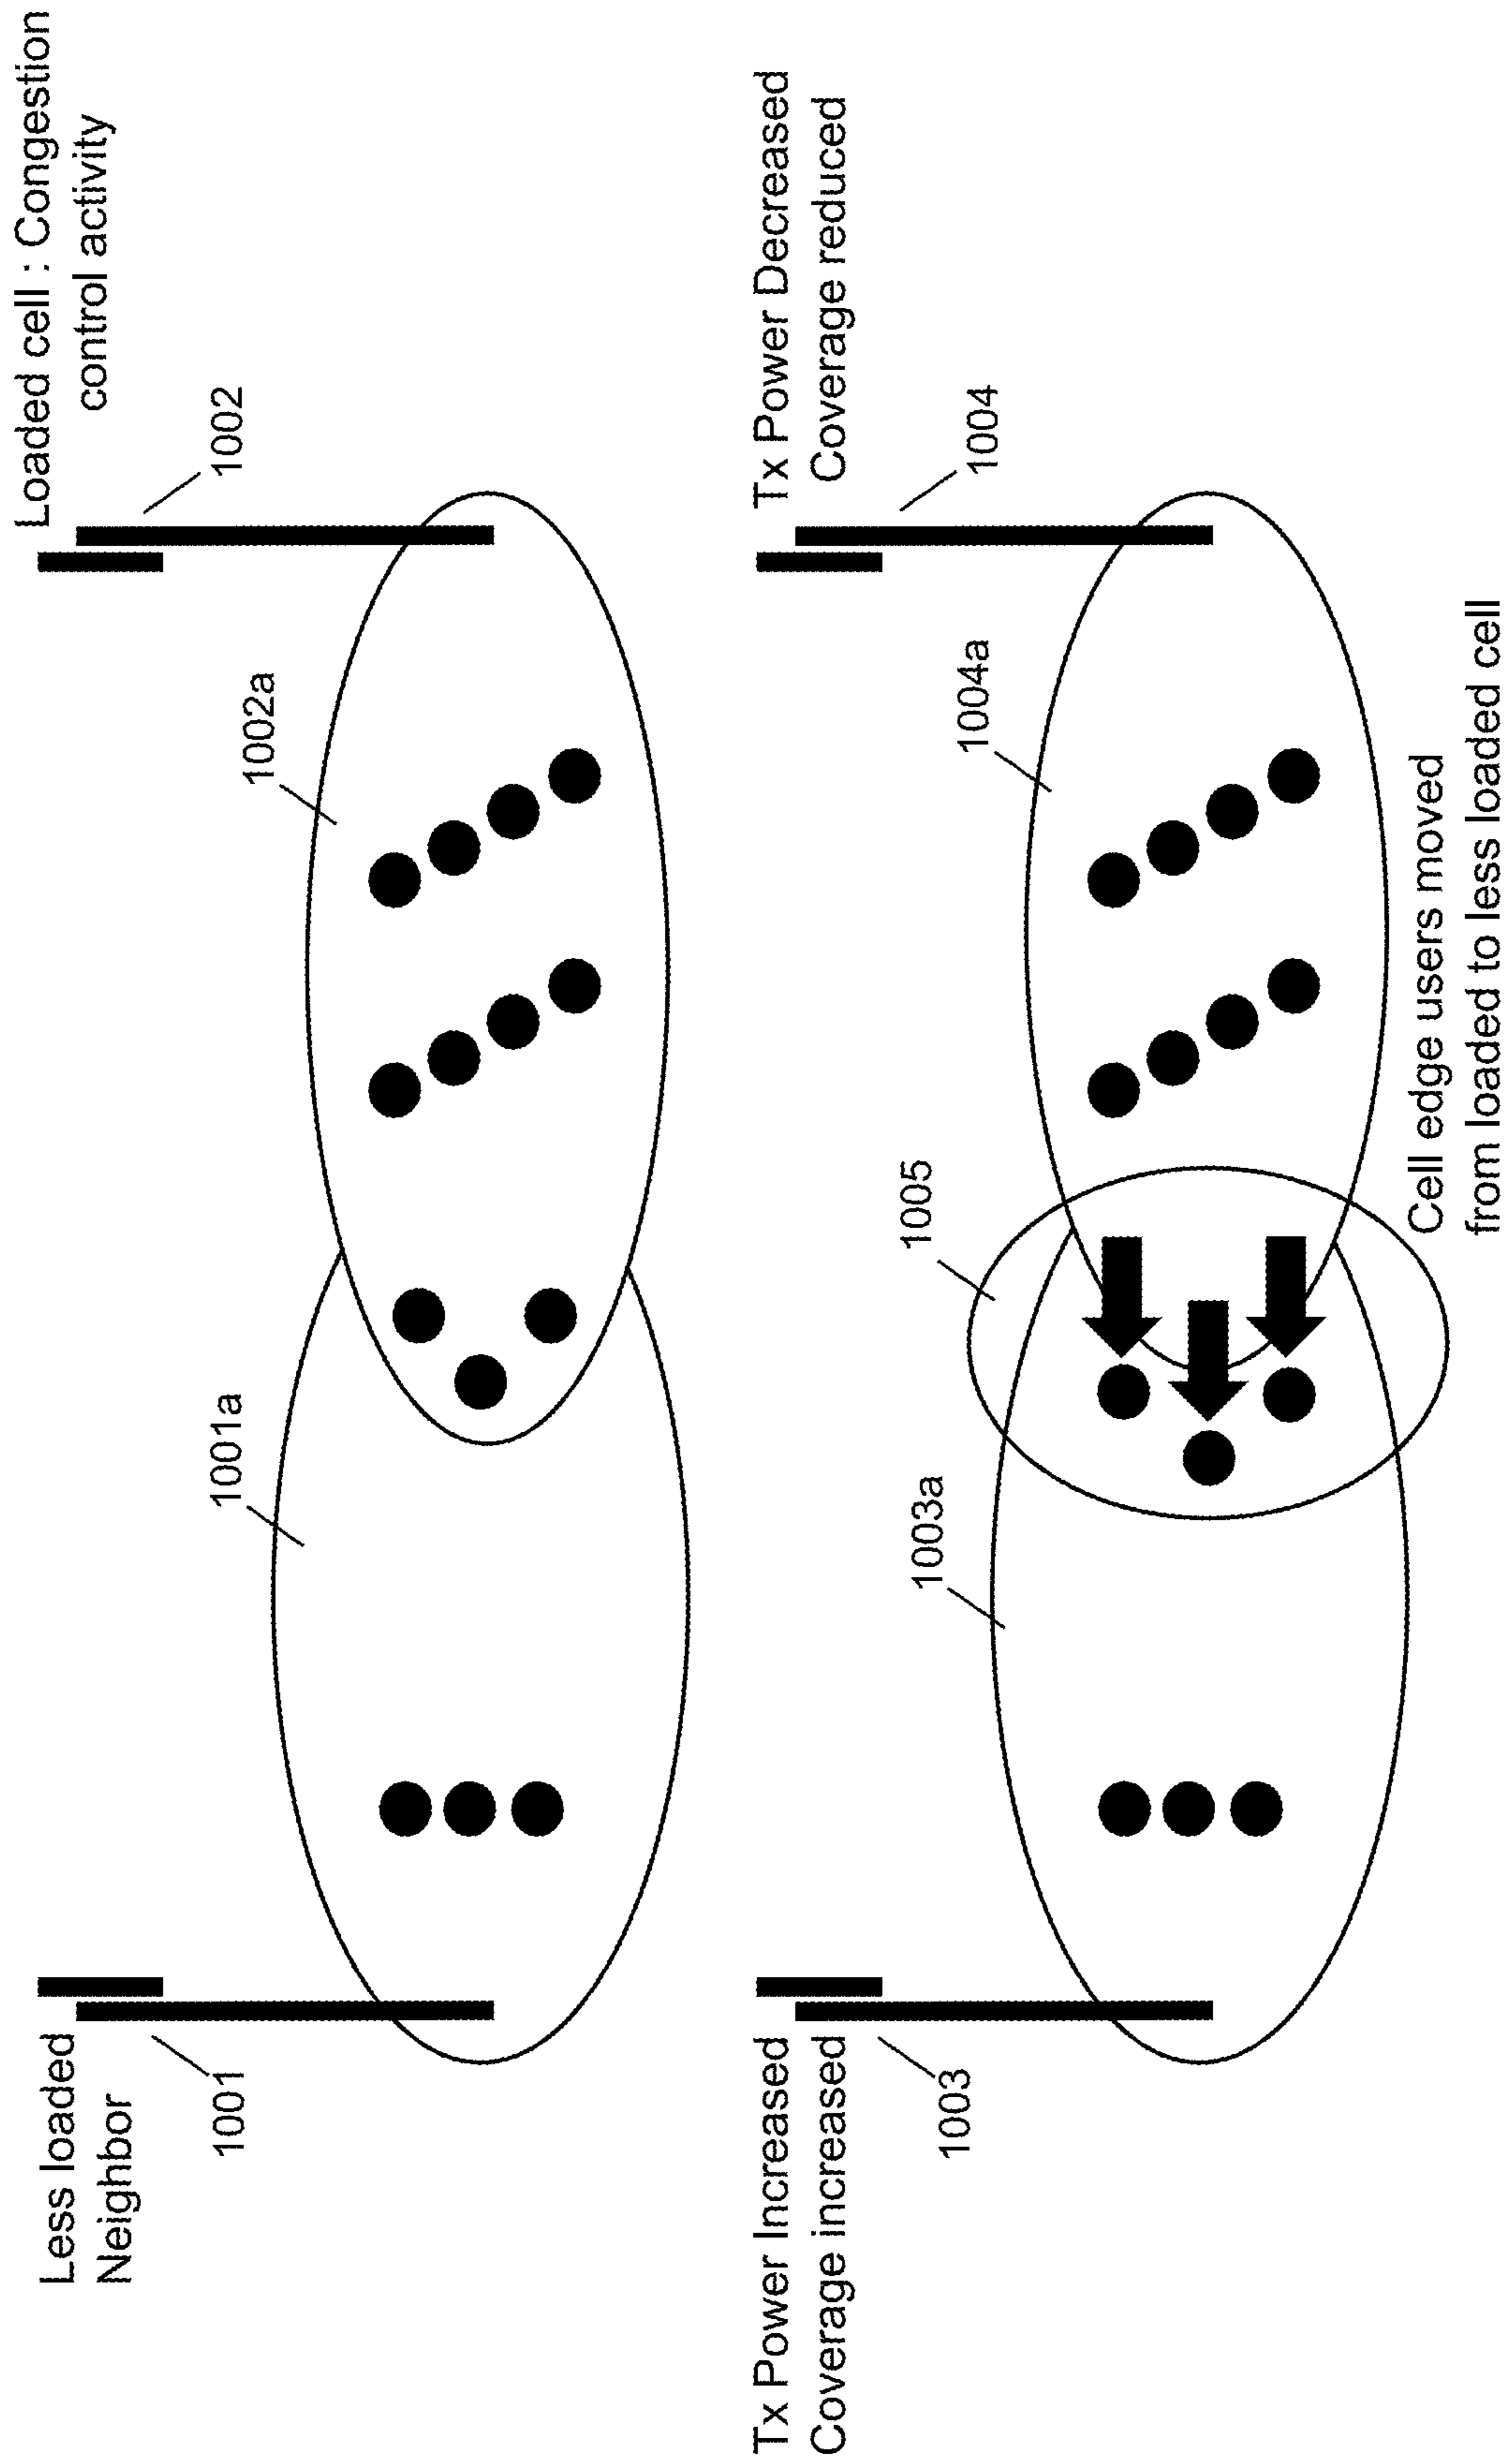 Less loaded
Neighbor
1001
1001a
1002a
Loaded cell : Congestion
control activity
1002
Tx Power Increased
Coverage increased
1003
1003a
1005
1004a
Tx Power Decreased
Coverage reduced
1004
Cell edge users moved
from loaded to less loaded cell